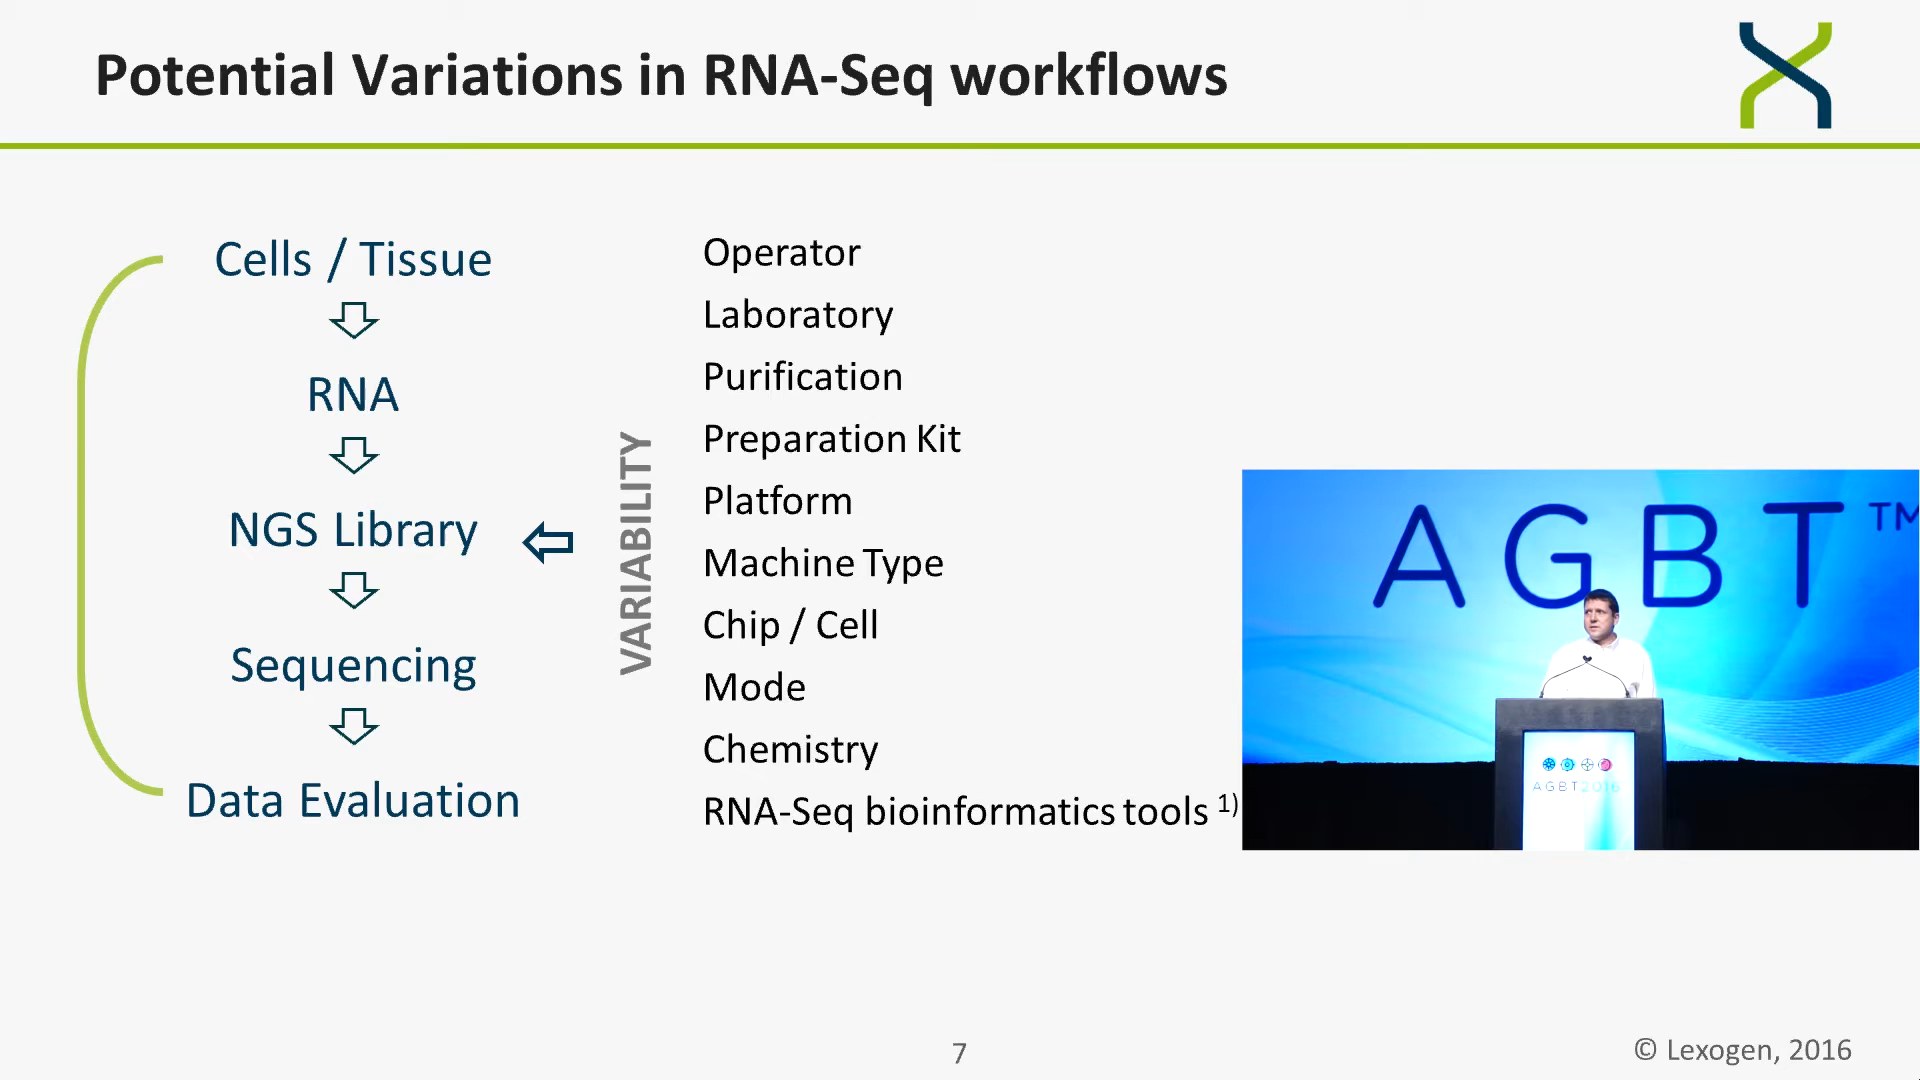 Potential Variations in RNA-Seq workflows
Cells / Tissue
RNA
NGS Library
Sequencing
Data Evaluation
VARIABILITY
Operator
Laboratory
Purification
Preparation Kit
Platform
Machine Type
Chip / Cell
Mode
Chemistry
RNA-Seq bioinformatics tools 1)
AGBT™
AGBT2016
7
© Lexogen, 2016